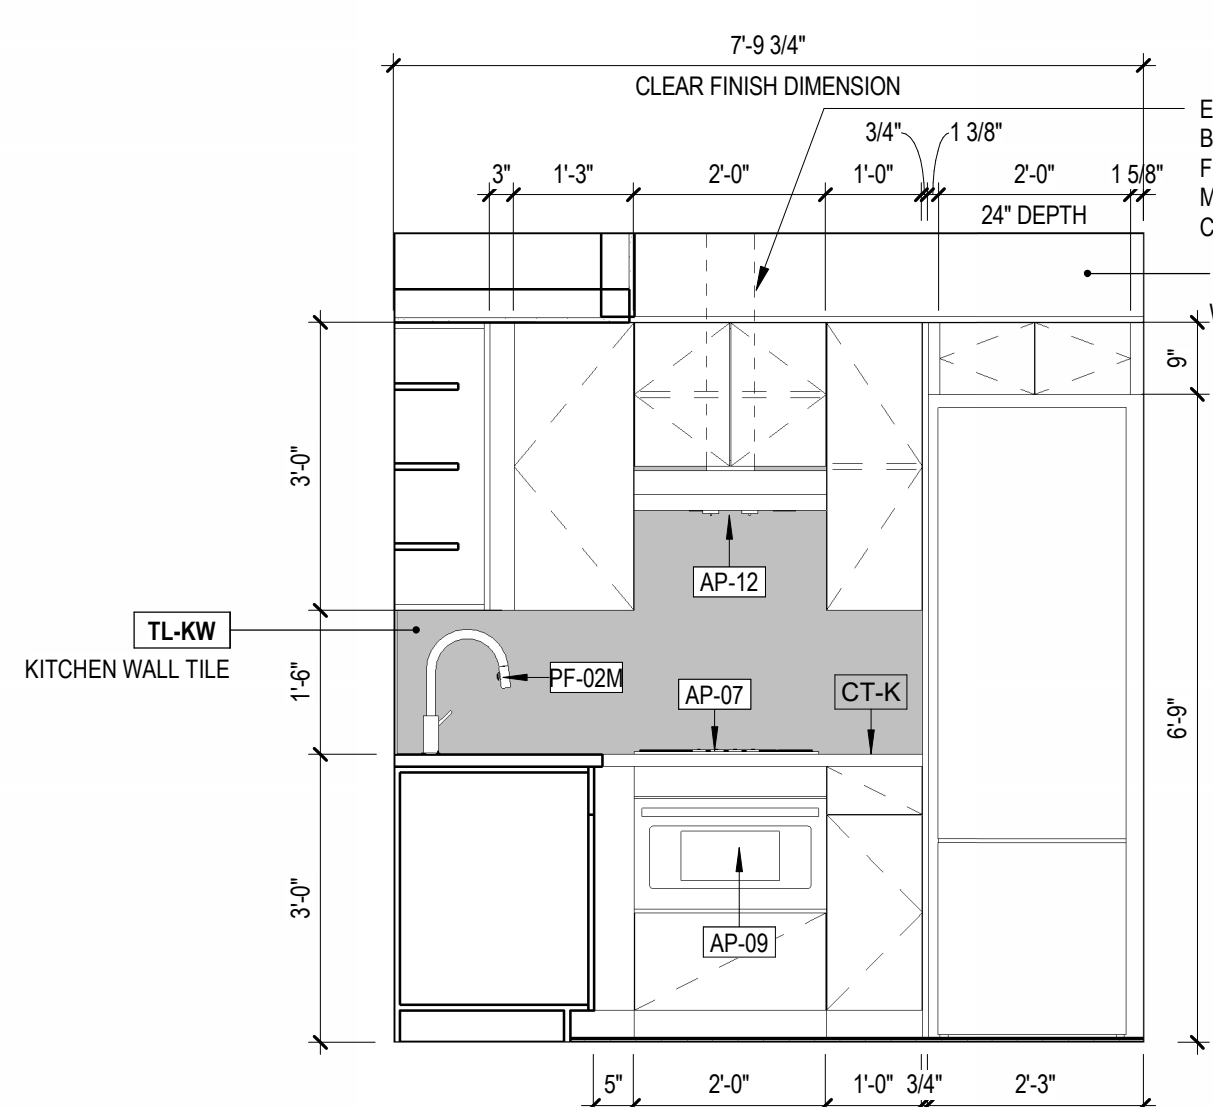 7'-9 3/4"
CLEAR FINISH DIMENSION
E
B
F
M
C
3/4"
1 3/8"
3"
1'-3"
2'-0"
1'-0"
2'-0"
1 5/8"
24" DEPTH
9"
3'-0"
AP-12
TL-KW
KITCHEN WALL TILE
1'-6"
PF-02M
AP-07
CT-K
6'-9"
3'-0"
AP-09
5"
2'-0"
1'-0"
3/4"
2'-3"